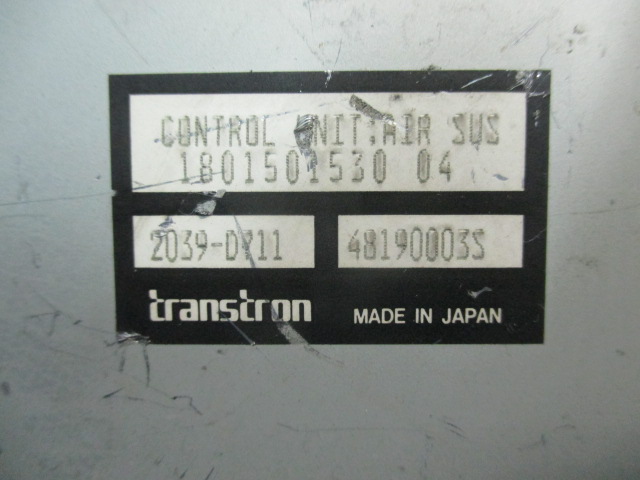 CONTROL UNIT:AIR SUS
1801501530 04
2039-D711 48190003S
transtron MADE IN JAPAN